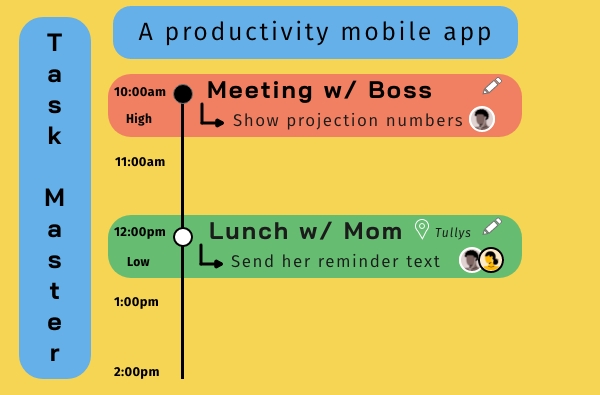 Task Master
A productivity mobile app
10:00am
Meeting w/ Boss
High
Show projection numbers
11:00am
12:00pm
Lunch w/ Mom
Tullys
Low
Send her reminder text
1:00pm
2:00pm